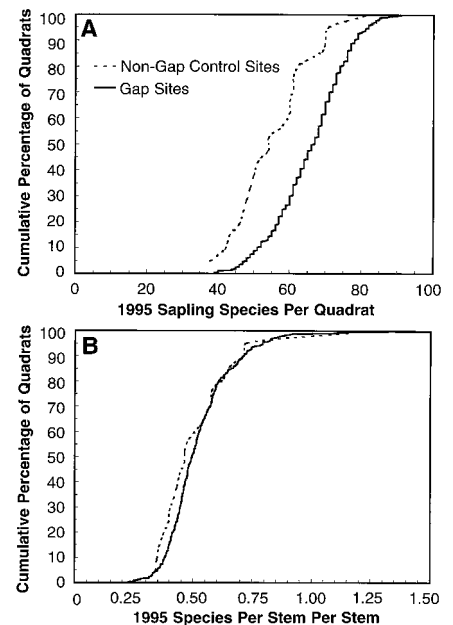 A
Non-Gap Control Sites
Gap Sites
Cumulative Percentage of Quadrats
100
90
80
70
60
50
40
30
20
10
0
0 20 40 60 80 100
1995 Sapling Species Per Quadrat
B
Cumulative Percentage of Quadrats
100
90
80
70
60
50
40
30
20
10
0
0 0.25 0.50 0.75 1.00 1.25 1.50
1995 Species Per Stem Per Stem